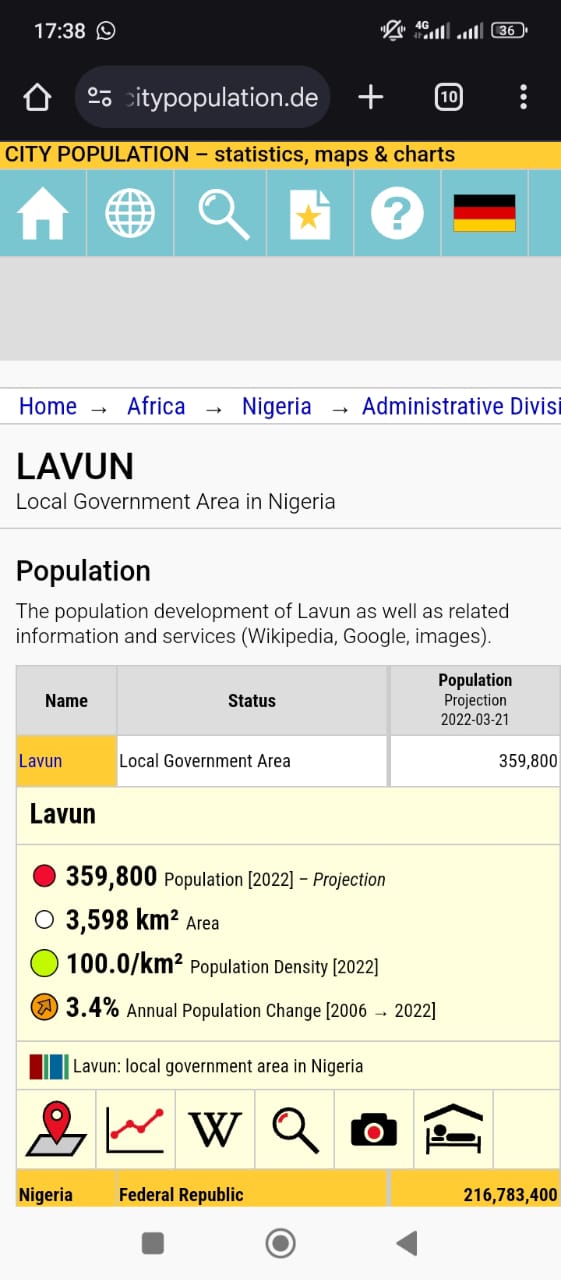 17:38
4G
36
citypopulation.de
10
CITY POPULATION – statistics, maps & charts
?
Home → Africa → Nigeria → Administrative Divisi
LAVUN
Local Government Area in Nigeria
Population
The population development of Lavun as well as related
information and services (Wikipedia, Google, images).
Name Status Population
Projection
2022-03-21
Lavun Local Government Area 359,800
Lavun
359,800 Population [2022] – Projection
3,598 km² Area
100.0/km² Population Density [2022]
3.4% Annual Population Change [2006 → 2022]
Lavun: local government area in Nigeria
W
Nigeria Federal Republic 216,783,400